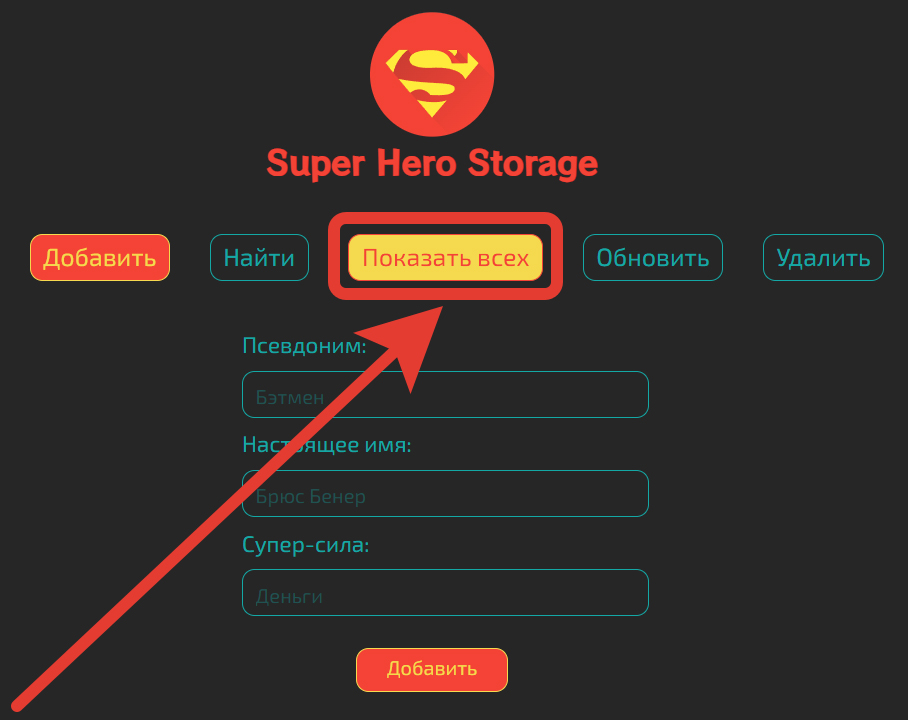 Super Hero Storage
Добавить Найти Показать всех Обновить Удалить
Псевдоним:
Бэтмен
Настоящее имя:
Брюс Бенер
Супер-сила:
Деньги
Добавить